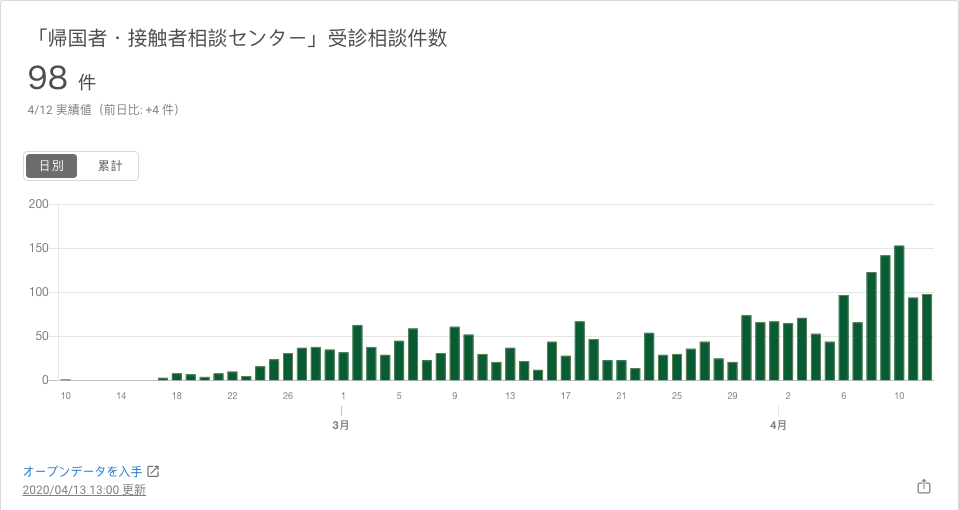 「帰国者・接触者相談センター」受診相談件数
98 件
4/12 実績値（前日比: +4 件）
日別 累計
200
150
100
50
0
10 14 18 22 26 1 5 9 13 17 21 25 29 2 6 10
3月 4月
オープンデータを入手
2020/04/13 13:00 更新